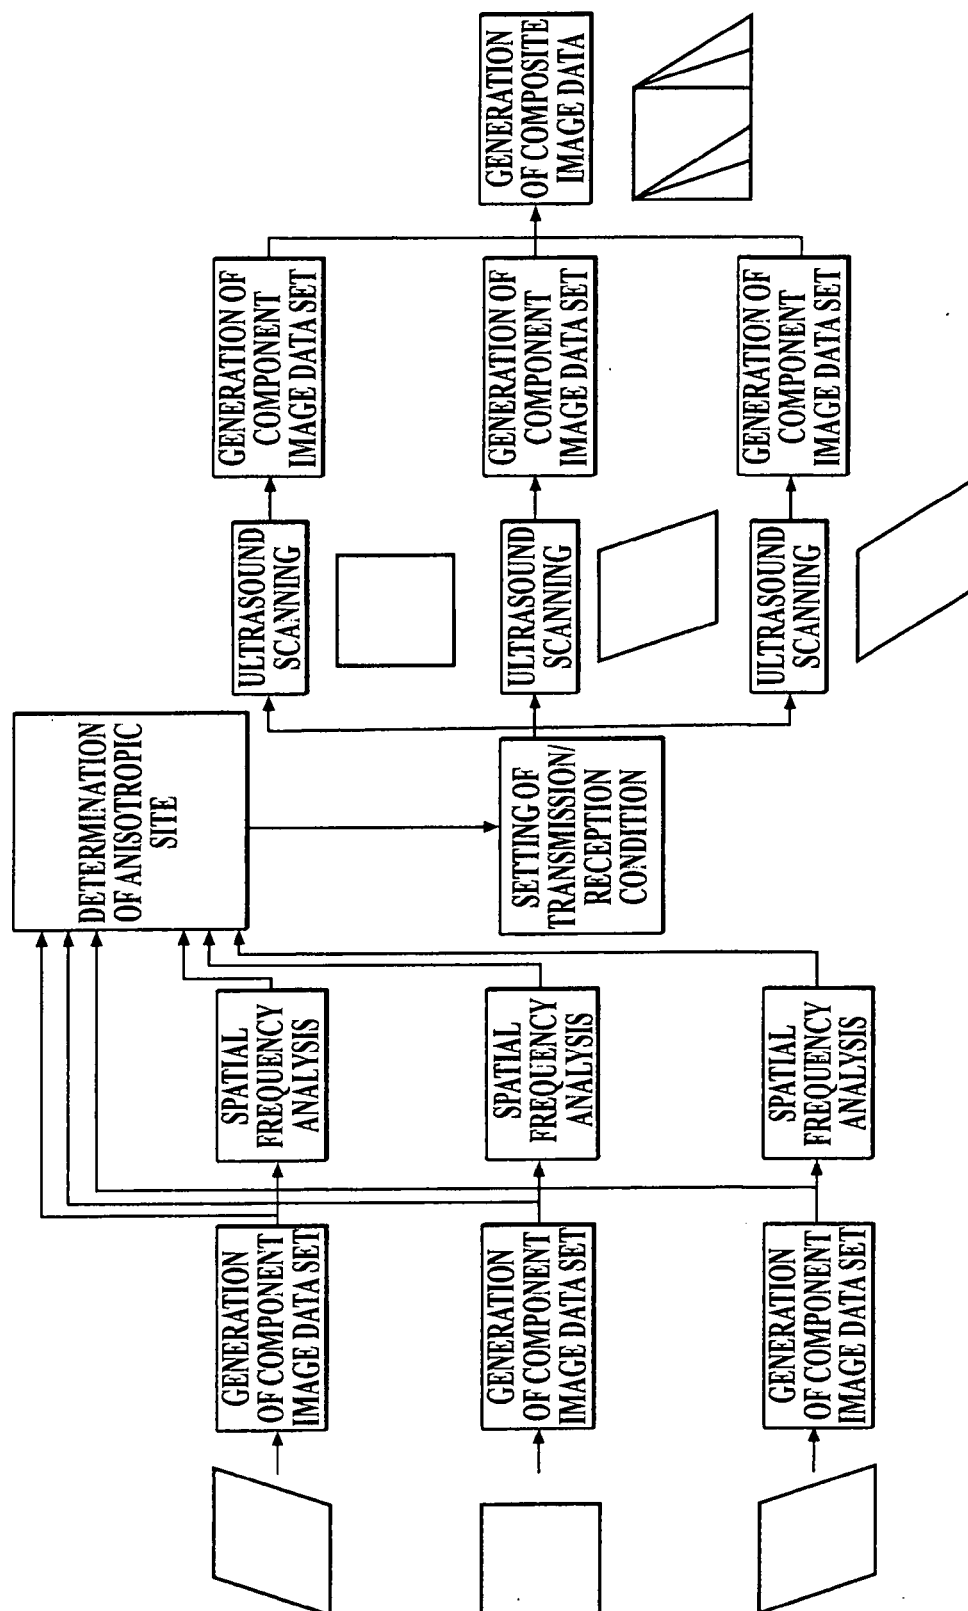 GENERATION
OF COMPONENT
IMAGE DATA SET
SPATIAL
FREQUENCY
ANALYSIS
GENERATION
OF COMPONENT
IMAGE DATA SET
SPATIAL
FREQUENCY
ANALYSIS
GENERATION
OF COMPONENT
IMAGE DATA SET
SPATIAL
FREQUENCY
ANALYSIS
DETERMINATION
OF ANISOTROPIC
SITE
SETTING OF
TRANSMISSION/
RECEPTION
CONDITION
ULTRASOUND
SCANNING
GENERATION OF
COMPONENT
IMAGE DATA SET
ULTRASOUND
SCANNING
GENERATION OF
COMPONENT
IMAGE DATA SET
ULTRASOUND
SCANNING
GENERATION OF
COMPONENT
IMAGE DATA SET
GENERATION
OF COMPOSITE
IMAGE DATA